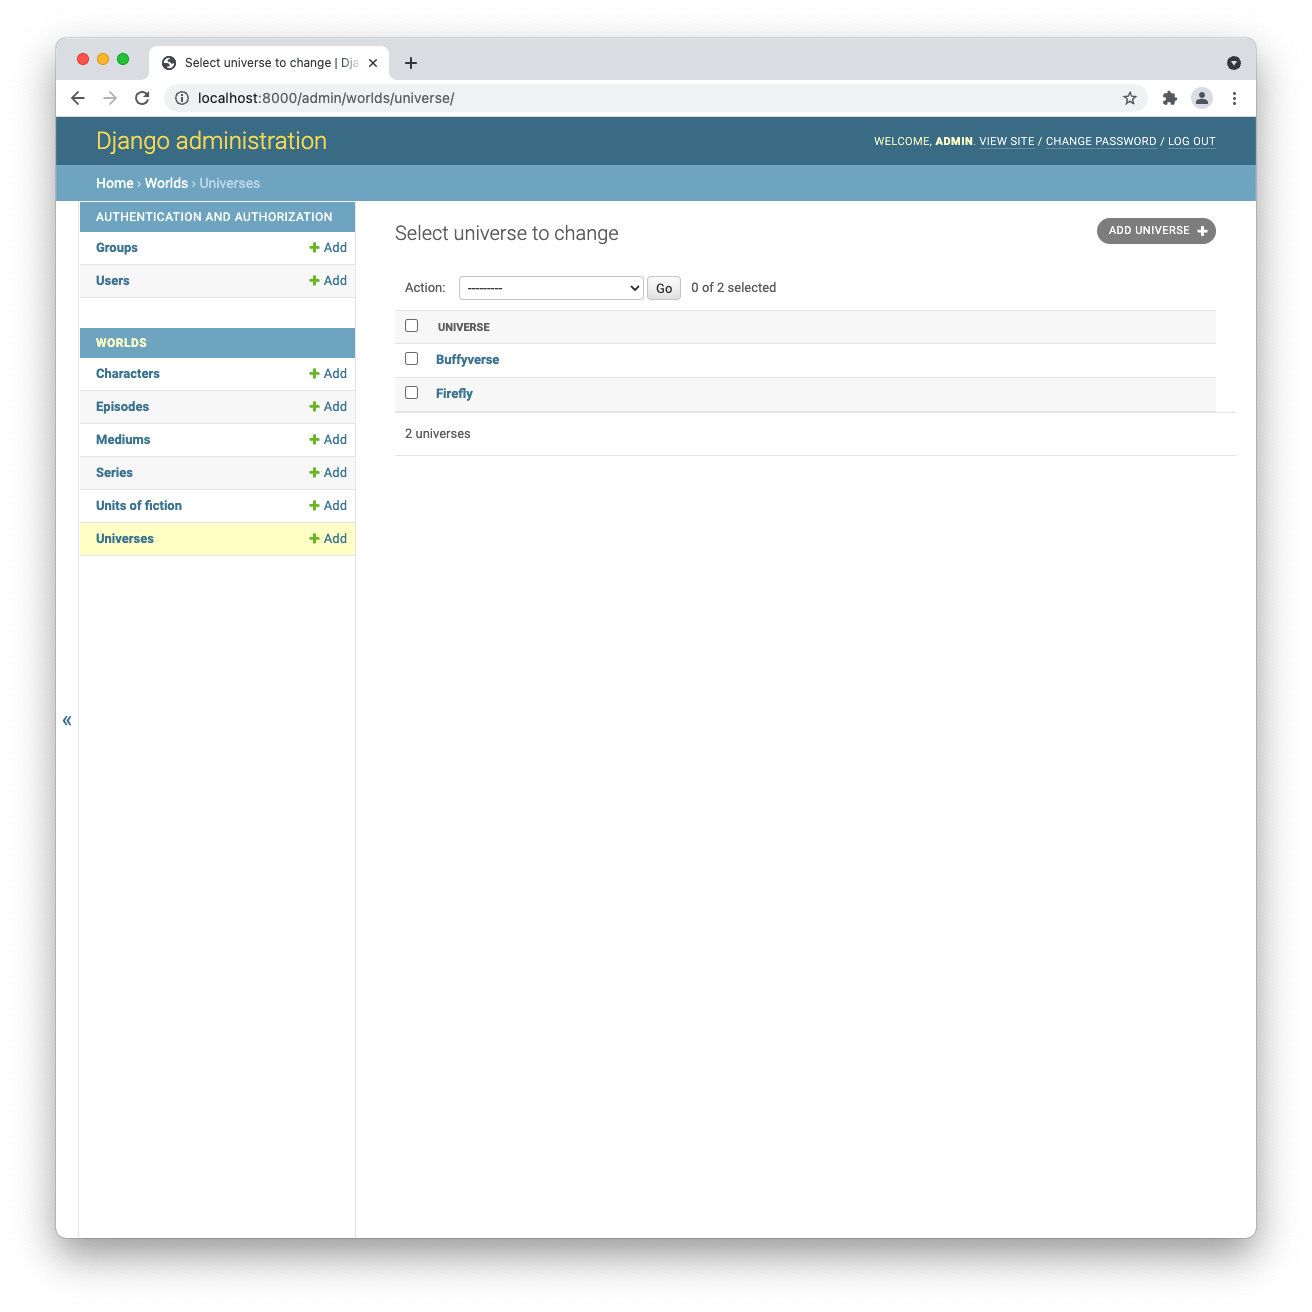 Select universe to change | Dja
localhost:8000/admin/worlds/universe/
Django administration
WELCOME, ADMIN. VIEW SITE / CHANGE PASSWORD / LOG OUT
Home › Worlds › Universes
AUTHENTICATION AND AUTHORIZATION
Groups + Add
Users + Add
WORLDS
Characters + Add
Episodes + Add
Mediums + Add
Series + Add
Units of fiction + Add
Universes + Add
«
Select universe to change
ADD UNIVERSE +
Action: --------- Go 0 of 2 selected
UNIVERSE
Buffyverse
Firefly
2 universes